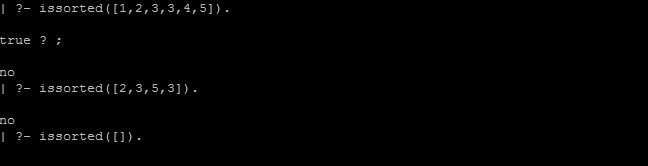 | ?- issorted([1,2,3,3,4,5]).
true ? ;
no
| ?- issorted([2,3,5,3]).
no
| ?- issorted([]).